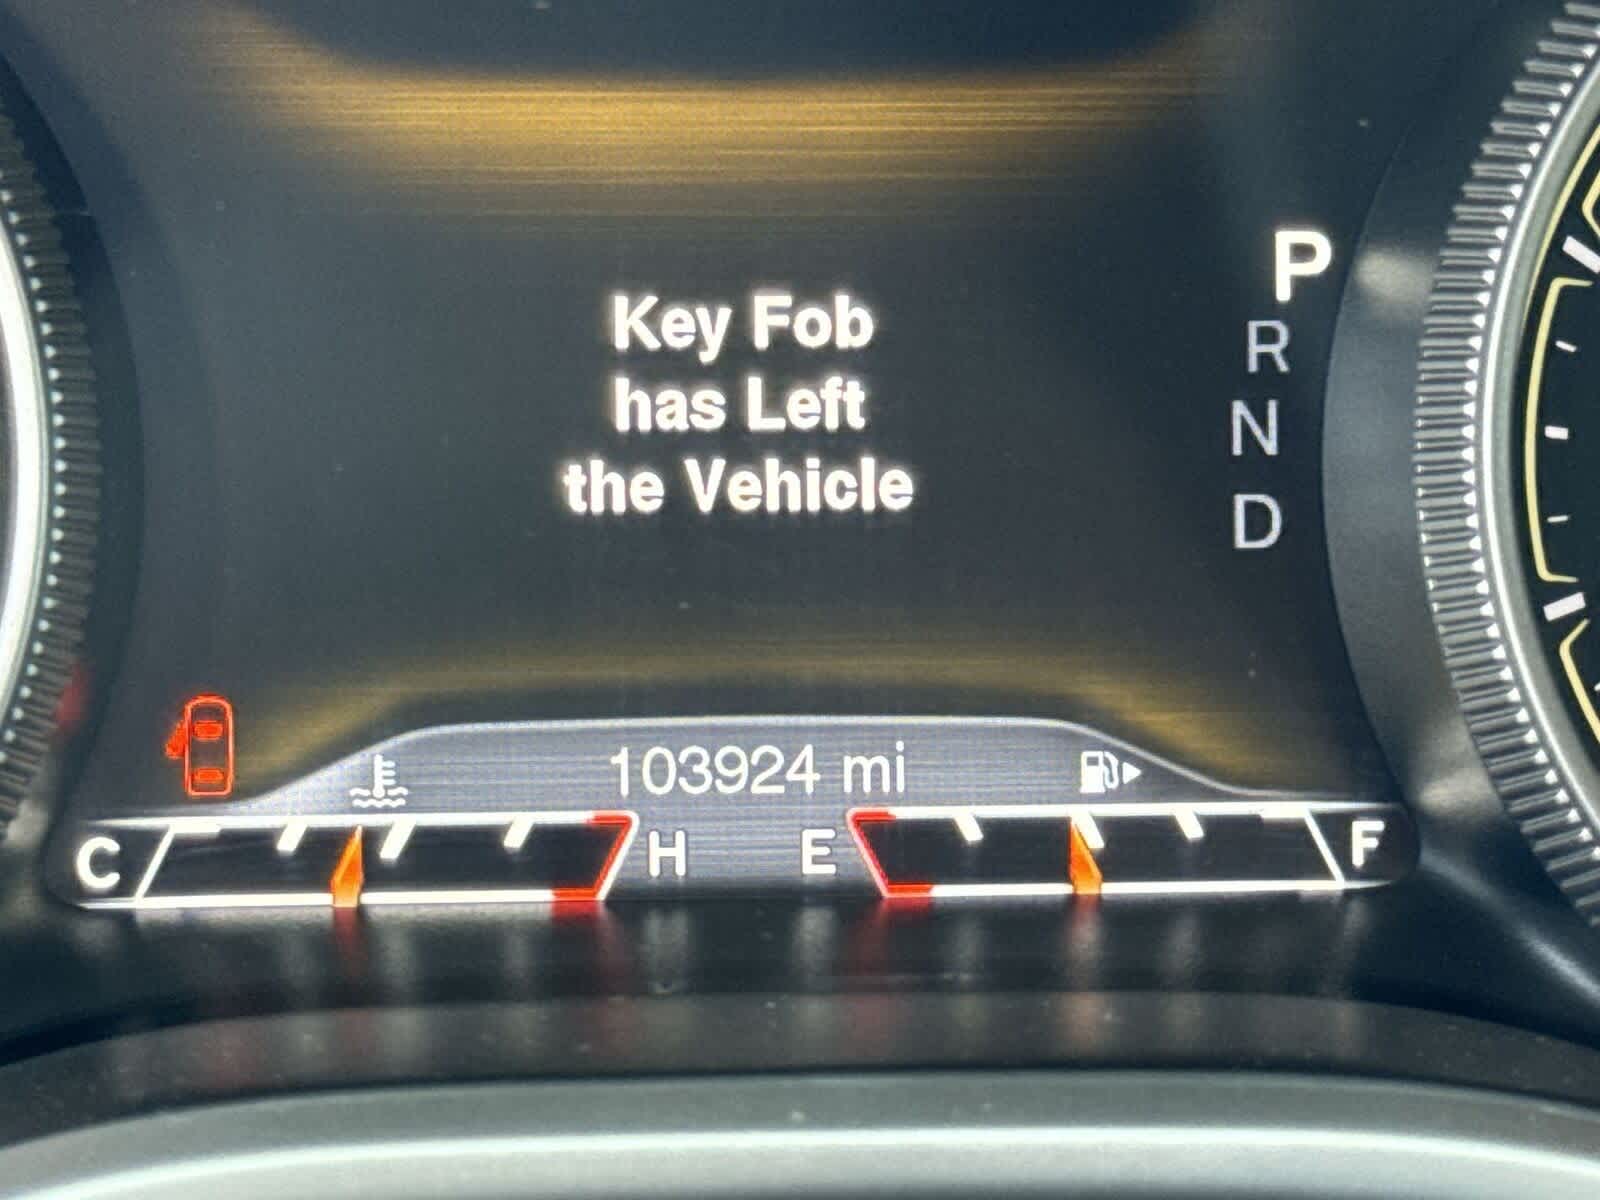 Key Fob
has Left
the Vehicle
P
R
N
D
103924 mi
C H E F